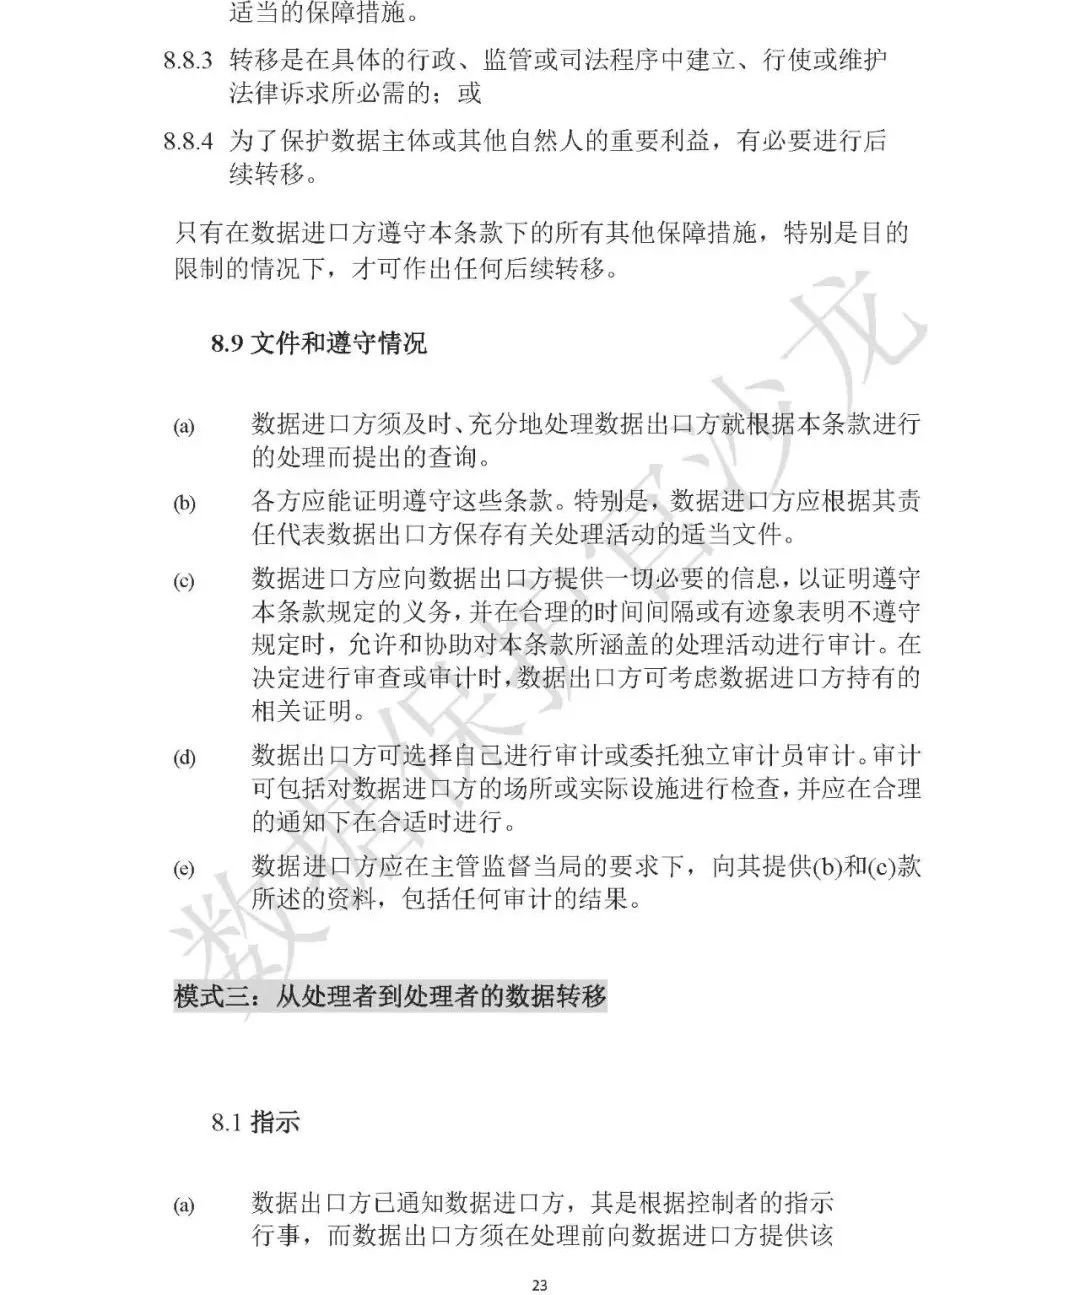 适当的保障措施。
8.8.3 转移是在具体的行政、监管或司法程序中建立、行使或维护
法律诉求所必需的；或
8.8.4 为了保护数据主体或其他自然人的重要利益，有必要进行后
续转移。
只有在数据进口方遵守本条款下的所有其他保障措施，特别是目的
限制的情况下，才可作出任何后续转移。
8.9 文件和遵守情况
(a) 数据进口方须及时、充分地处理数据出口方就根据本条款进行
的处理而提出的查询。
(b) 各方应能证明遵守这些条款。特别是，数据进口方应根据其责
任代表数据出口方保存有关处理活动的适当文件。
(c) 数据进口方应向数据出口方提供一切必要的信息，以证明遵守
本条款规定的义务，并在合理的时间间隔或有迹象表明不遵守
规定时，允许和协助对本条款所涵盖的处理活动进行审计。在
决定进行审查或审计时，数据出口方可考虑数据进口方持有的
相关证明。
(d) 数据出口方可选择自己进行审计或委托独立审计员审计。审计
可包括对数据进口方的场所或实际设施进行检查，并应在合理
的通知下在合适时进行。
(e) 数据进口方应在主管监督当局的要求下，向其提供(b)和(c)款
所述的资料，包括任何审计的结果。
模式三：从处理者到处理者的数据转移
8.1 指示
(a) 数据出口方已通知数据进口方，其是根据控制者的指示
行事，而数据出口方须在处理前向数据进口方提供该
23
数据保护官沙龙